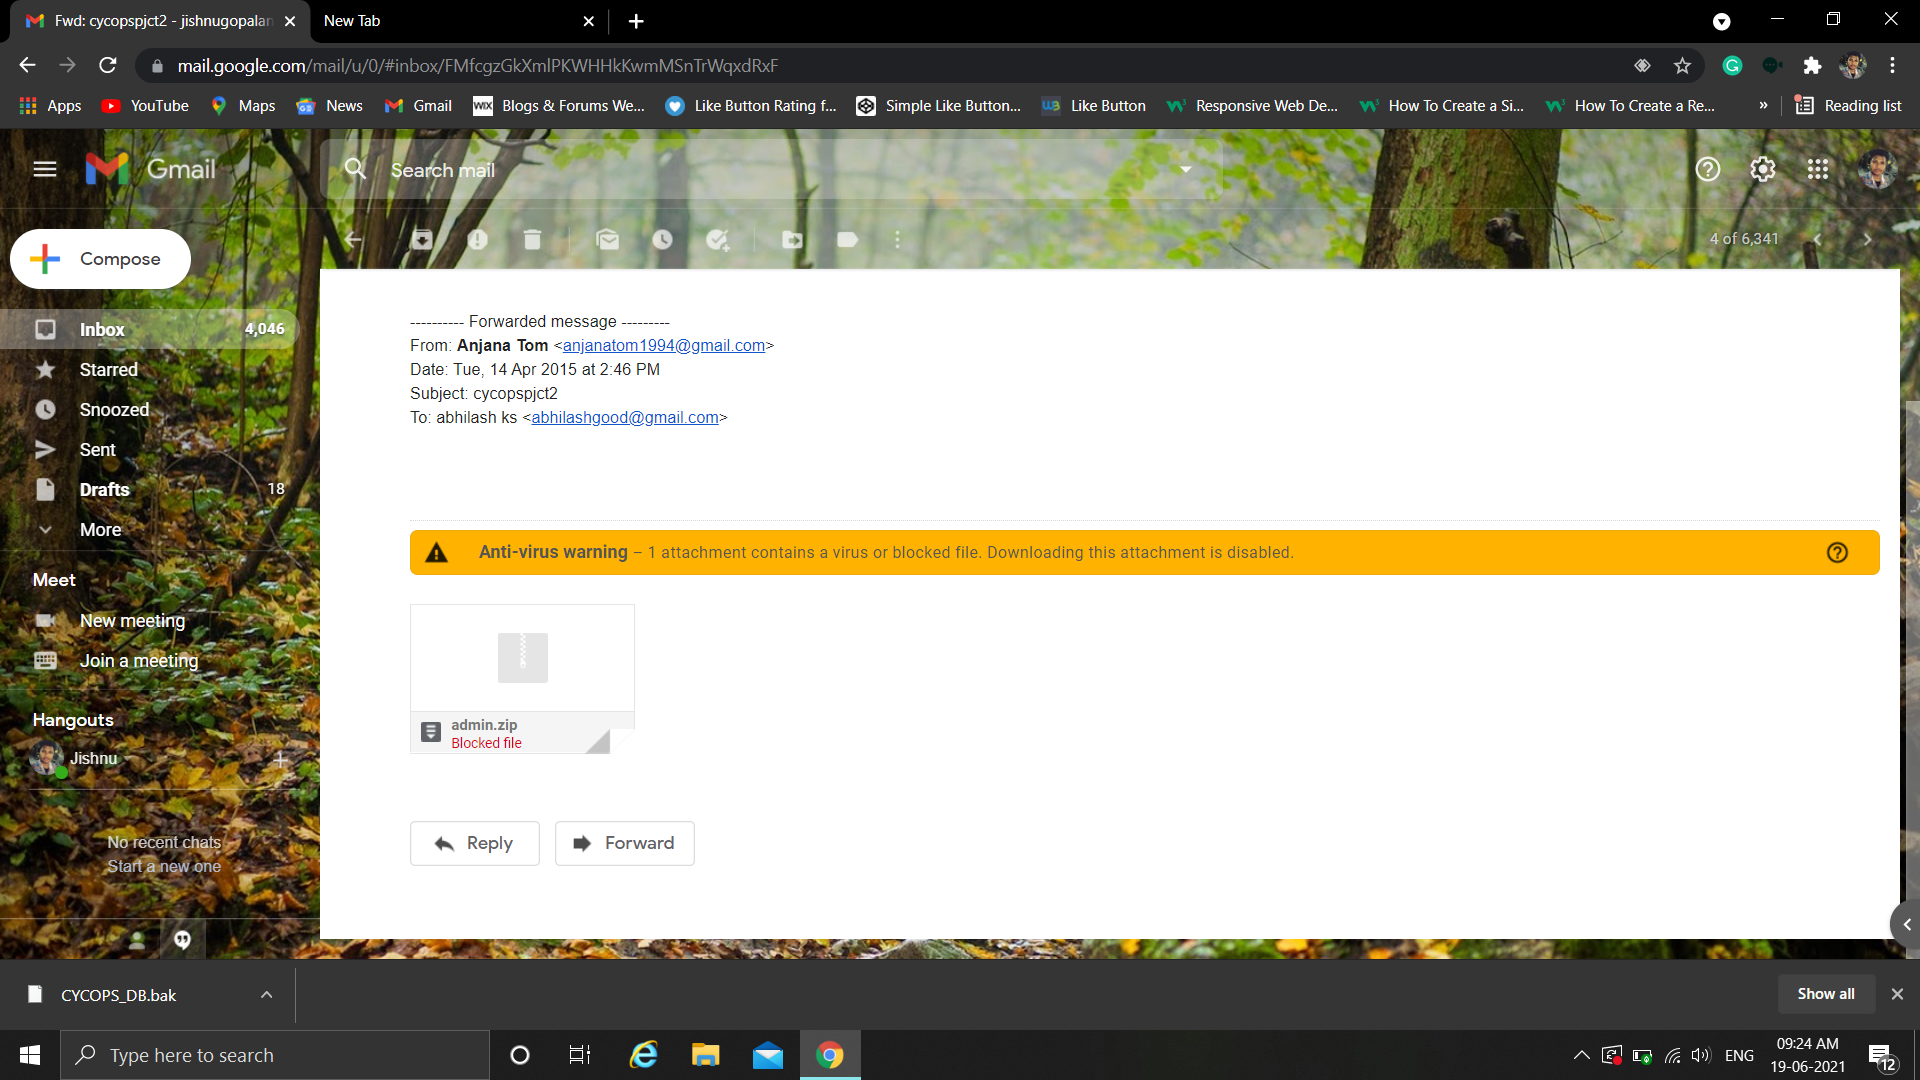 Fwd: cycopspjct2 - jishnugopalan
New Tab
mail.google.com/mail/u/0/#inbox/FMfcgzGkXmlPKWHHkKwmMSnTrWqxdRxF
Apps
YouTube
Maps
News
Gmail
WIX Blogs & Forums We...
Like Button Rating f...
Simple Like Button...
Like Button
Responsive Web De...
How To Create a Si...
How To Create a Re...
»
Reading list
Gmail
Search mail
4 of 6,341
Compose
Inbox 4,046
Starred
Snoozed
Sent
Drafts 18
More
Meet
New meeting
Join a meeting
Hangouts
Jishnu
No recent chats
Start a new one
---------- Forwarded message ---------
From: Anjana Tom <anjanatom1994@gmail.com>
Date: Tue, 14 Apr 2015 at 2:46 PM
Subject: cycopspjct2
To: abhilash ks <abhilashgood@gmail.com>
Anti-virus warning – 1 attachment contains a virus or blocked file. Downloading this attachment is disabled.
admin.zip
Blocked file
Reply
Forward
CYCOPS_DB.bak
Show all
Type here to search
ENG
09:24 AM
19-06-2021
12